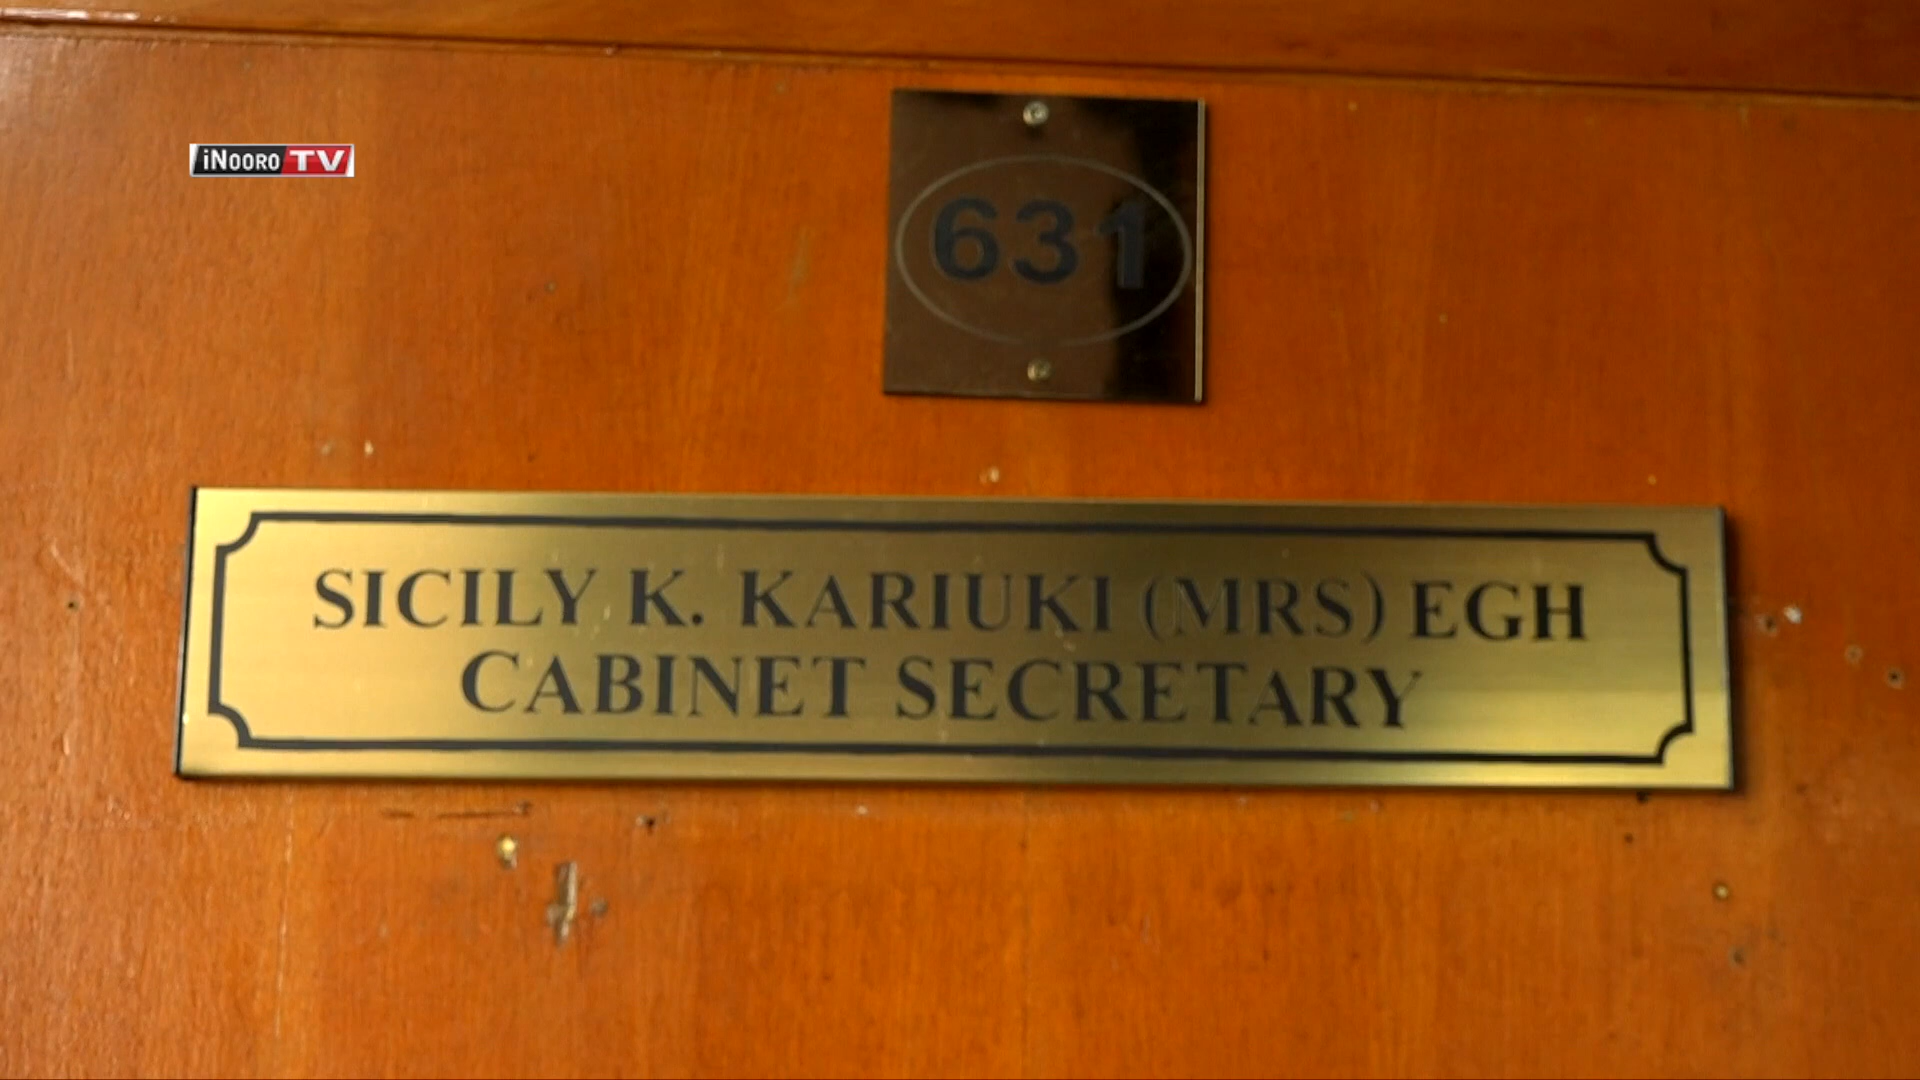 iNOORO TV
631
SICILY K. KARIUKI (MRS) EGH
CABINET SECRETARY